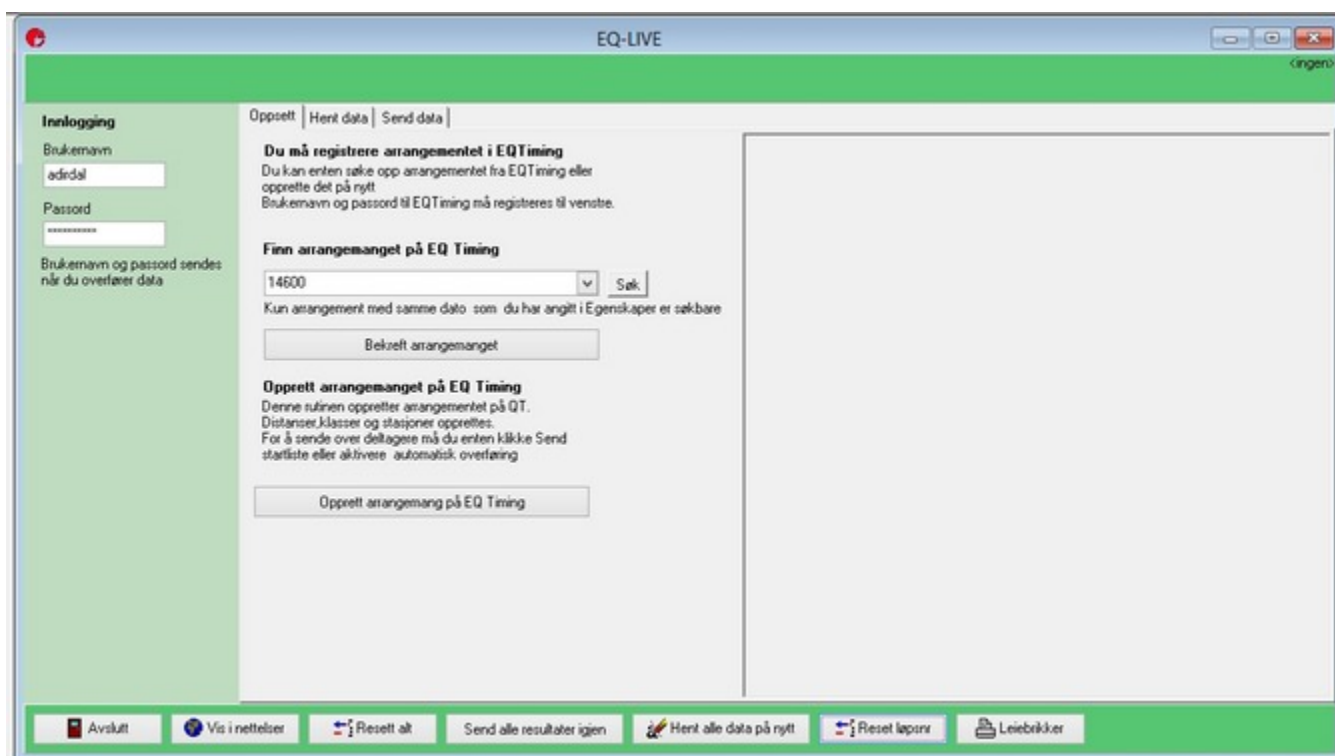 EQ-LIVE
<ingen>
Innlogging
Brukernavn
adirdal
Passord
**********
Brukernavn og passord sendes
når du overfører data
Oppsett
Hent data
Send data
Du må registrere arrangementet i EQTiming
Du kan enten søke opp arrangementet fra EQTiming eller
opprette det på nytt
Brukernavn og passord til EQTiming må registreres til venstre.
Finn arrangemanget på EQ Timing
14600
Søk
Kun arrangement med samme dato som du har angitt i Egenskaper er søkbare
Bekreft arrangemanget
Opprett arrangemanget på EQ Timing
Denne rutinen oppretter arrangementet på QT.
Distanser,klasser og stasjoner opprettes.
For å sende over deltagere må du enten klikke Send
startliste eller aktivere automatisk overføring
Opprett arrangemang på EQ Timing
Avslutt
Vis i nettelser
Resett alt
Send alle resultater igjen
Hent alle data på nytt
Reset løpsnr
Leiebrikker